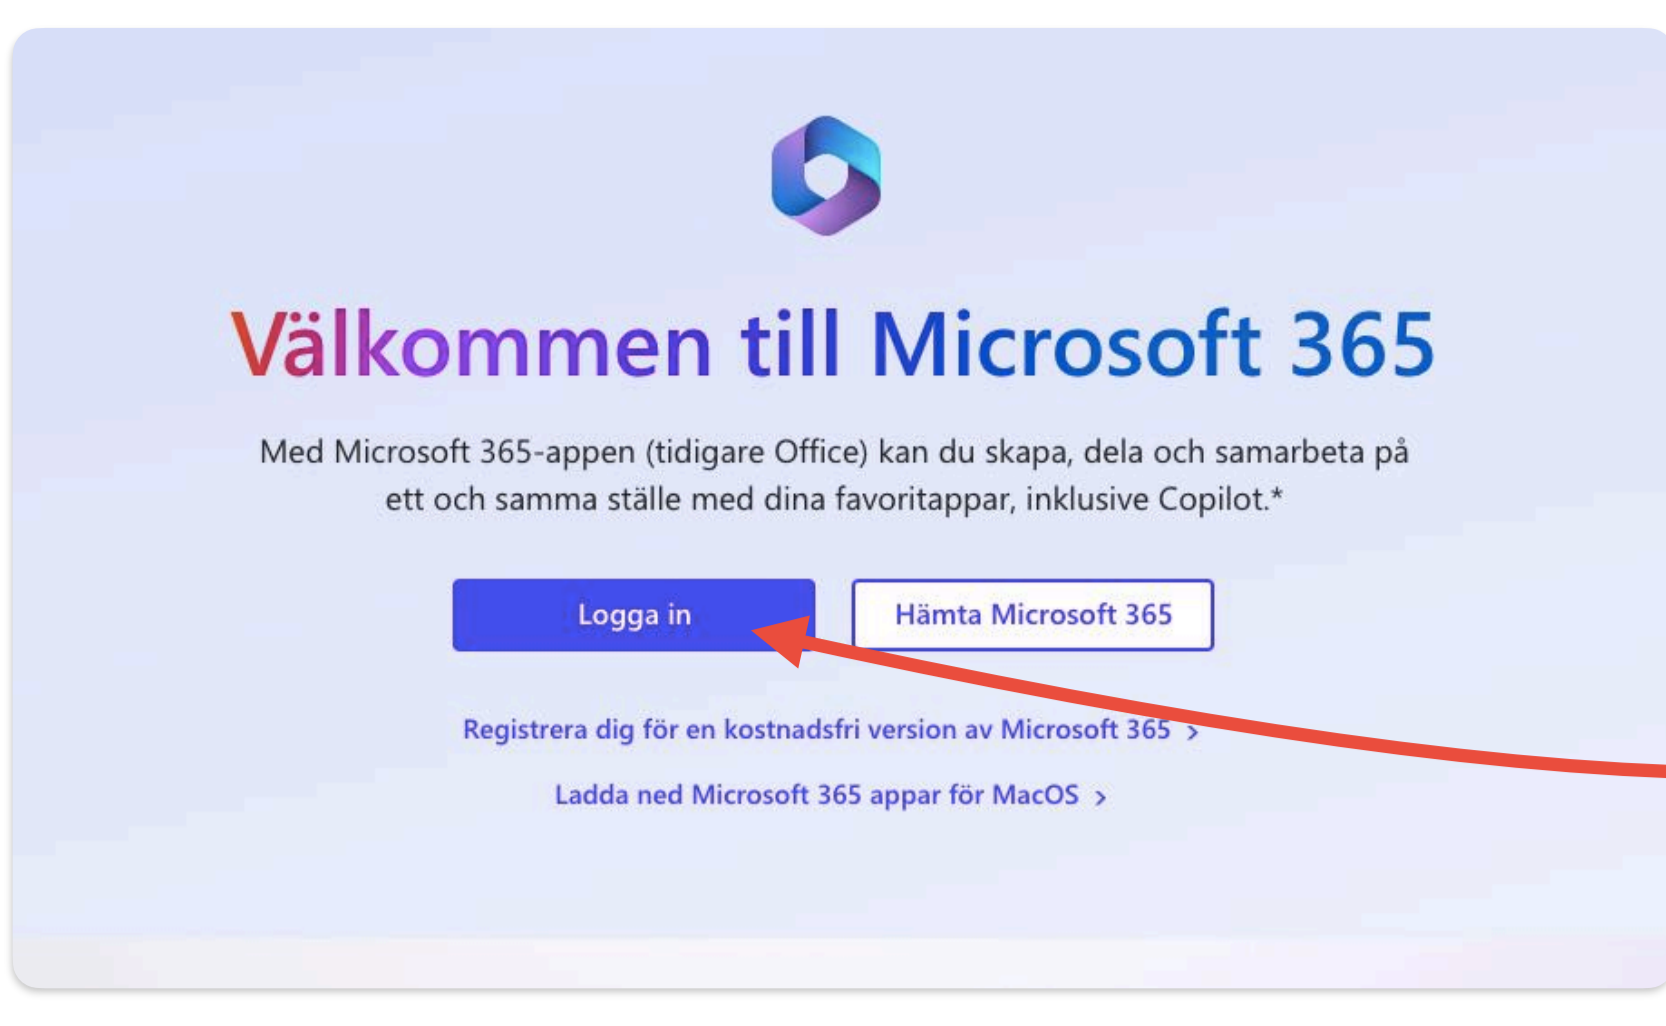 Välkommen till Microsoft 365
Med Microsoft 365-appen (tidigare Office) kan du skapa, dela och samarbeta på
ett och samma ställe med dina favoritappar, inklusive Copilot.*
Logga in
Hämta Microsoft 365
Registrera dig för en kostnadsfri version av Microsoft 365 >
Ladda ned Microsoft 365 appar för MacOS >